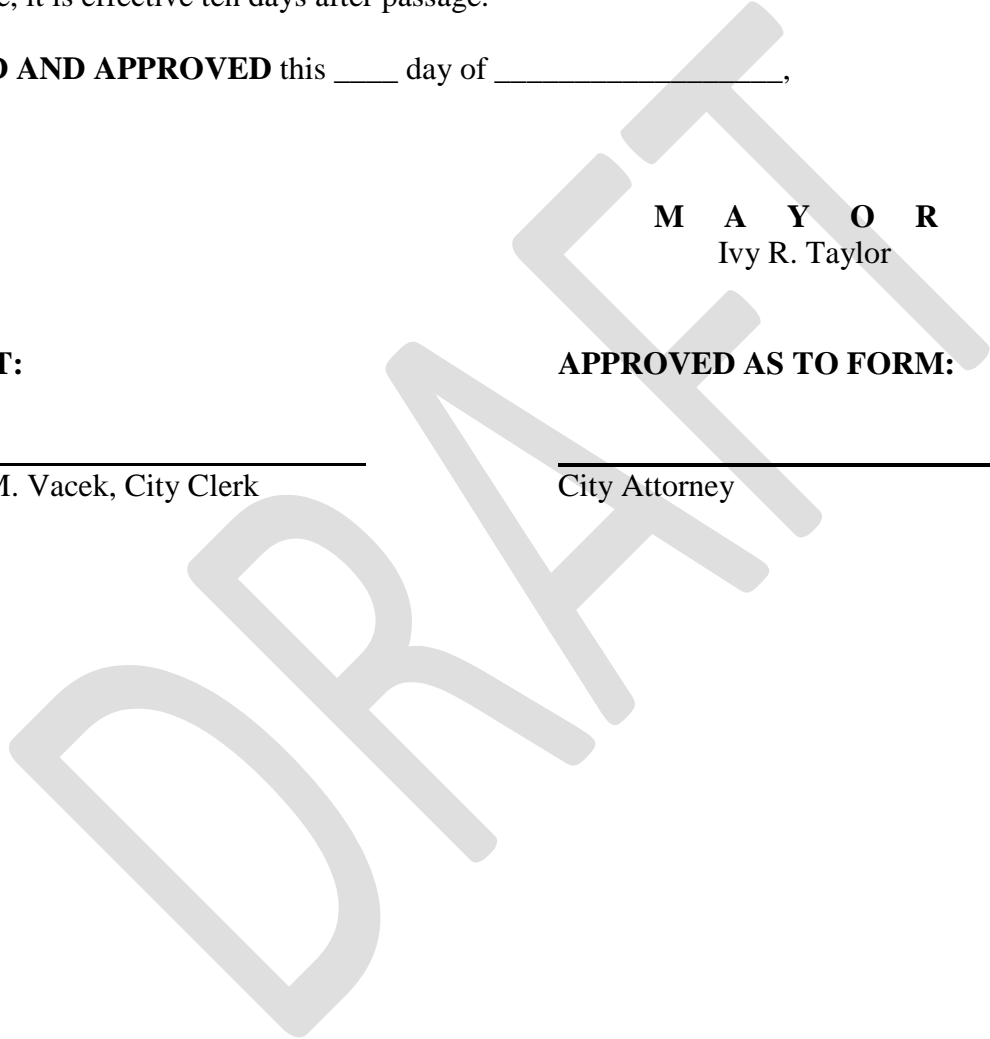 , it is effective ten days after passage.
D AND APPROVED this ____ day of __________________,
M A Y O R
Ivy R. Taylor
T: APPROVED AS TO FORM:
M. Vacek, City Clerk City Attorney
DRAFT